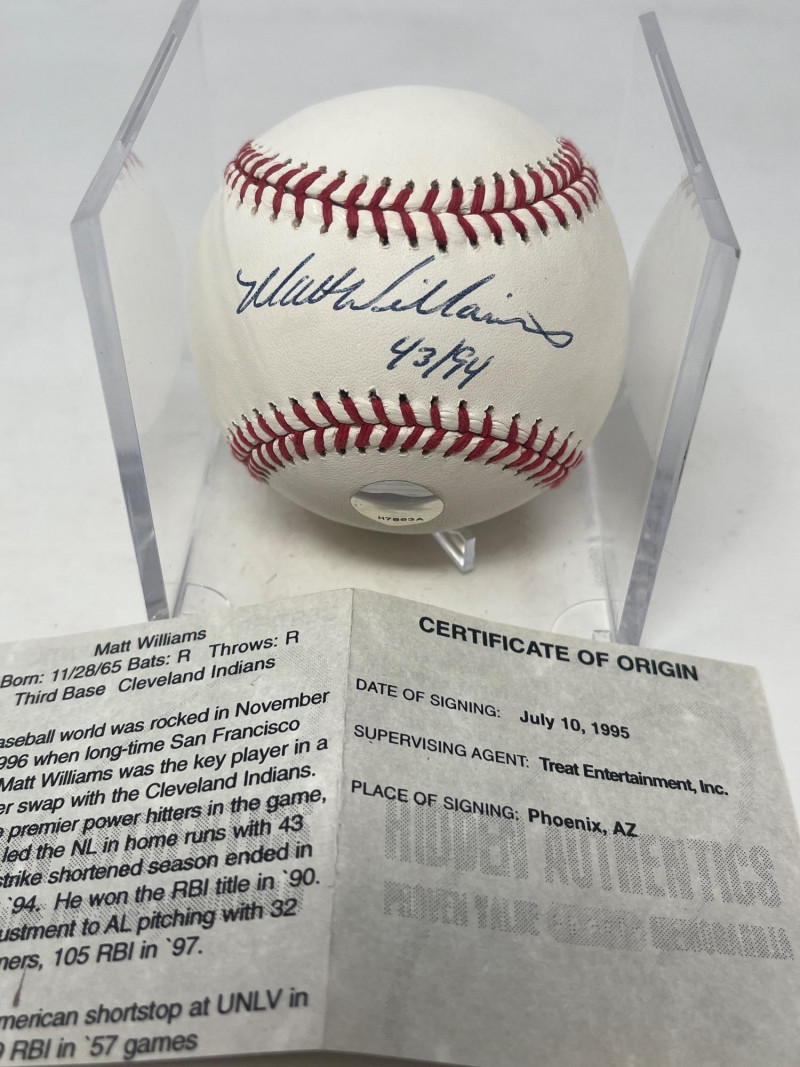 Matt Williams
43/94
H7863A
Matt Williams
Born: 11/28/65 Bats: R Throws: R
Third Base Cleveland Indians
aseball world was rocked in November
996 when long-time San Francisco
Matt Williams was the key player in a
er swap with the Cleveland Indians.
e premier power hitters in the game,
led the NL in home runs with 43
strike shortened season ended in
`94. He won the RBI title in `90.
ustment to AL pitching with 32
ners, 105 RBI in `97.
merican shortstop at UNLV in
9 RBI in `57 games
CERTIFICATE OF ORIGIN
DATE OF SIGNING: July 10, 1995
SUPERVISING AGENT: Treat Entertainment, Inc.
PLACE OF SIGNING: Phoenix, AZ
AUTHENTICS